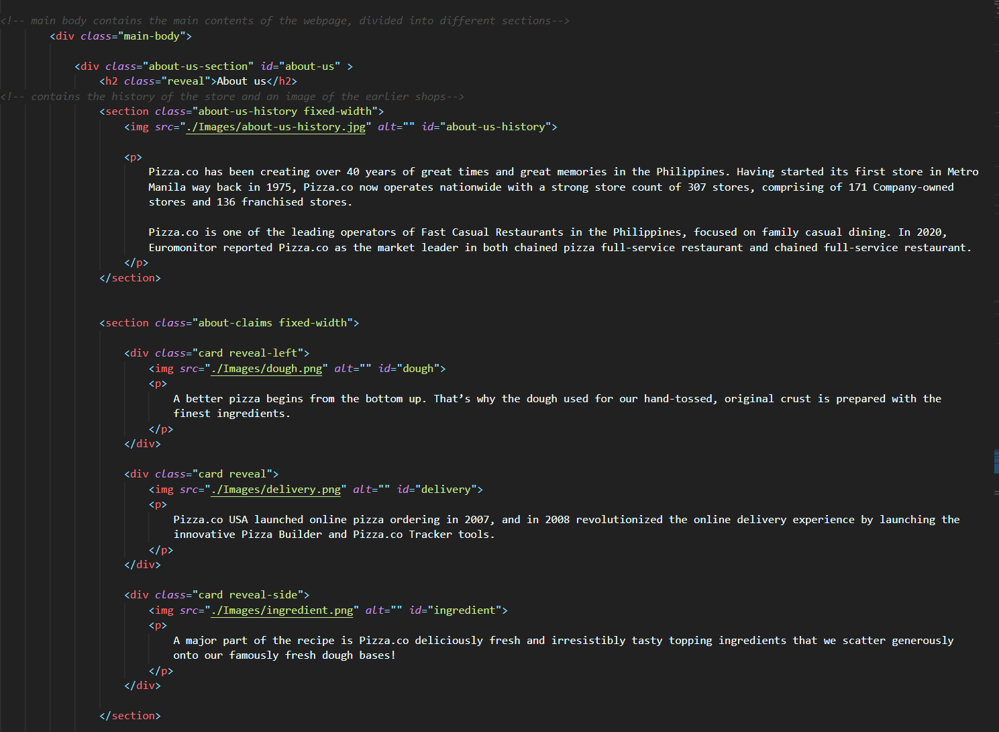 <!-- main body contains the main contents of the webpage, divided into different sections-->
<div class="main-body">
<div class="about-us-section" id="about-us" >
<h2 class="reveal">About us</h2>
<!-- contains the history of the store and an image of the earlier shops-->
<section class="about-us-history fixed-width">
<img src="./Images/about-us-history.jpg" alt="" id="about-us-history">
<p>
Pizza.co has been creating over 40 years of great times and great memories in the Philippines. Having started its first store in Metro
Manila way back in 1975, Pizza.co now operates nationwide with a strong store count of 307 stores, comprising of 171 Company-owned
stores and 136 franchised stores.
Pizza.co is one of the leading operators of Fast Casual Restaurants in the Philippines, focused on family casual dining. In 2020,
Euromonitor reported Pizza.co as the market leader in both chained pizza full-service restaurant and chained full-service restaurant.
</p>
</section>
<section class="about-claims fixed-width">
<div class="card reveal-left">
<img src="./Images/dough.png" alt="" id="dough">
<p>
A better pizza begins from the bottom up. That’s why the dough used for our hand-tossed, original crust is prepared with the
finest ingredients.
</p>
</div>
<div class="card reveal">
<img src="./Images/delivery.png" alt="" id="delivery">
<p>
Pizza.co USA launched online pizza ordering in 2007, and in 2008 revolutionized the online delivery experience by launching the
innovative Pizza Builder and Pizza.co Tracker tools.
</p>
</div>
<div class="card reveal-side">
<img src="./Images/ingredient.png" alt="" id="ingredient">
<p>
A major part of the recipe is Pizza.co deliciously fresh and irresistibly tasty topping ingredients that we scatter generously
onto our famously fresh dough bases!
</p>
</div>
</section>